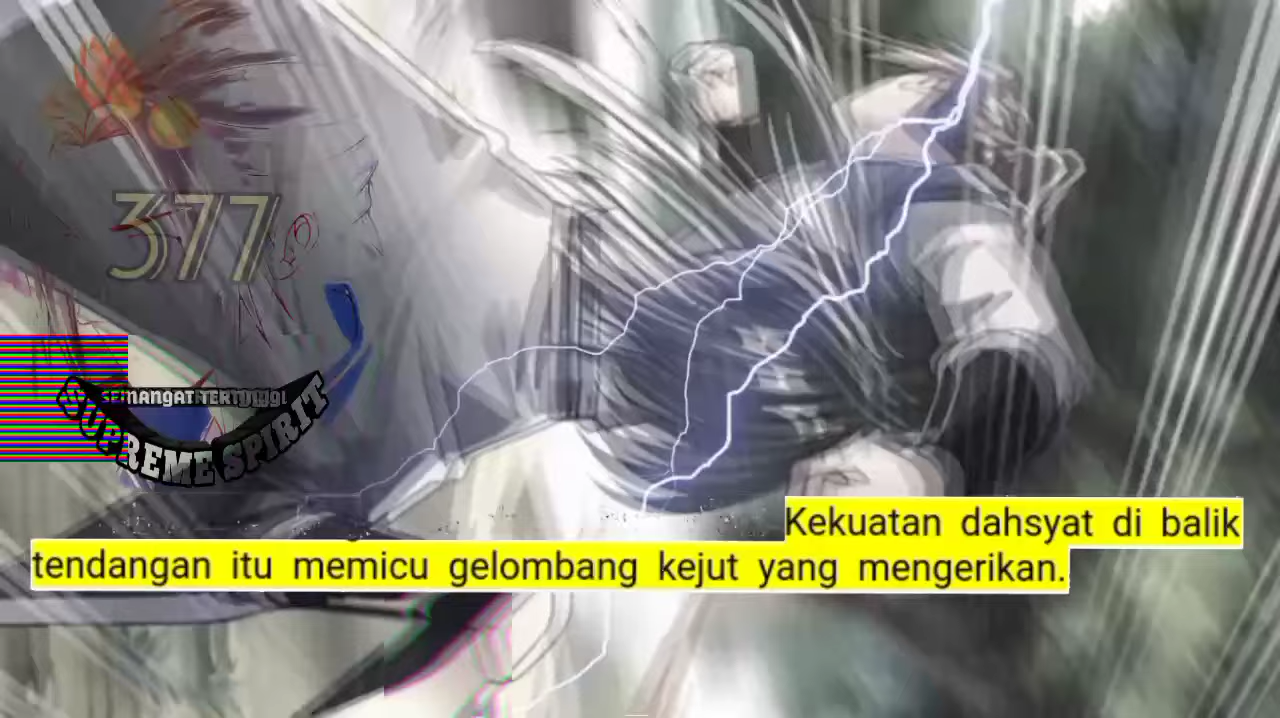 377
SEMANGAT TERTINGGI
SUPREME SPIRIT
Kekuatan dahsyat di balik
tendangan itu memicu gelombang kejut yang mengerikan.